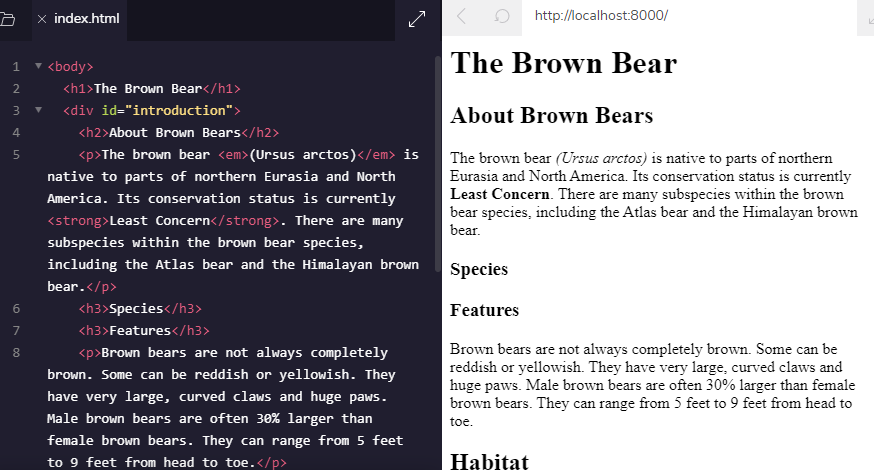 index.html
http://localhost:8000/
1 <body>
2 <h1>The Brown Bear</h1>
3 <div id="introduction">
4 <h2>About Brown Bears</h2>
5 <p>The brown bear <em>(Ursus arctos)</em> is
native to parts of northern Eurasia and North
America. Its conservation status is currently
<strong>Least Concern</strong>. There are many
subspecies within the brown bear species,
including the Atlas bear and the Himalayan brown
bear.</p>
6 <h3>Species</h3>
7 <h3>Features</h3>
8 <p>Brown bears are not always completely
brown. Some can be reddish or yellowish. They
have very large, curved claws and huge paws.
Male brown bears are often 30% larger than
female brown bears. They can range from 5 feet
to 9 feet from head to toe.</p>
The Brown Bear
About Brown Bears
The brown bear (Ursus arctos) is native to parts of northern
Eurasia and North America. Its conservation status is currently
Least Concern. There are many subspecies within the brown
bear species, including the Atlas bear and the Himalayan brown
bear.
Species
Features
Brown bears are not always completely brown. Some can be
reddish or yellowish. They have very large, curved claws and
huge paws. Male brown bears are often 30% larger than female
brown bears. They can range from 5 feet to 9 feet from head to
toe.
Habitat